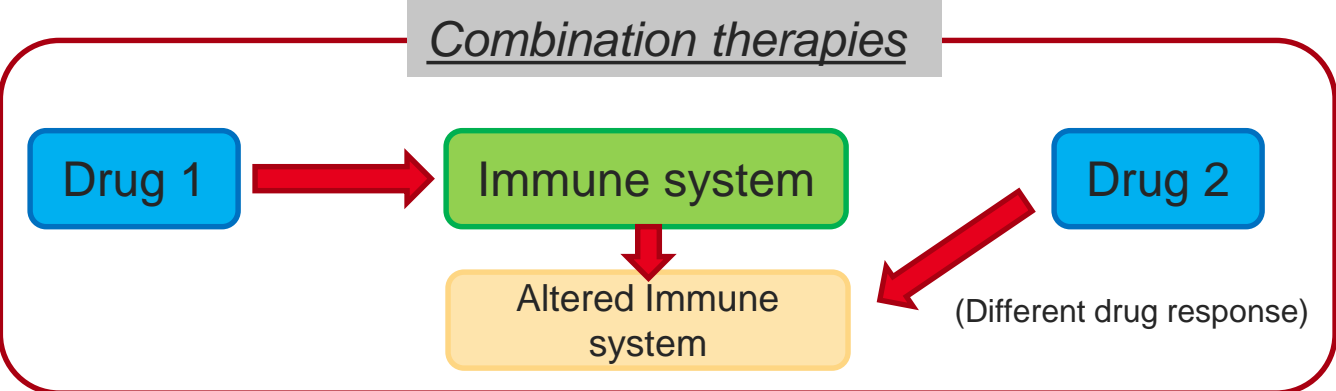 Combination therapies
Drug 1
Immune system
Drug 2
Altered Immune
system
(Different drug response)